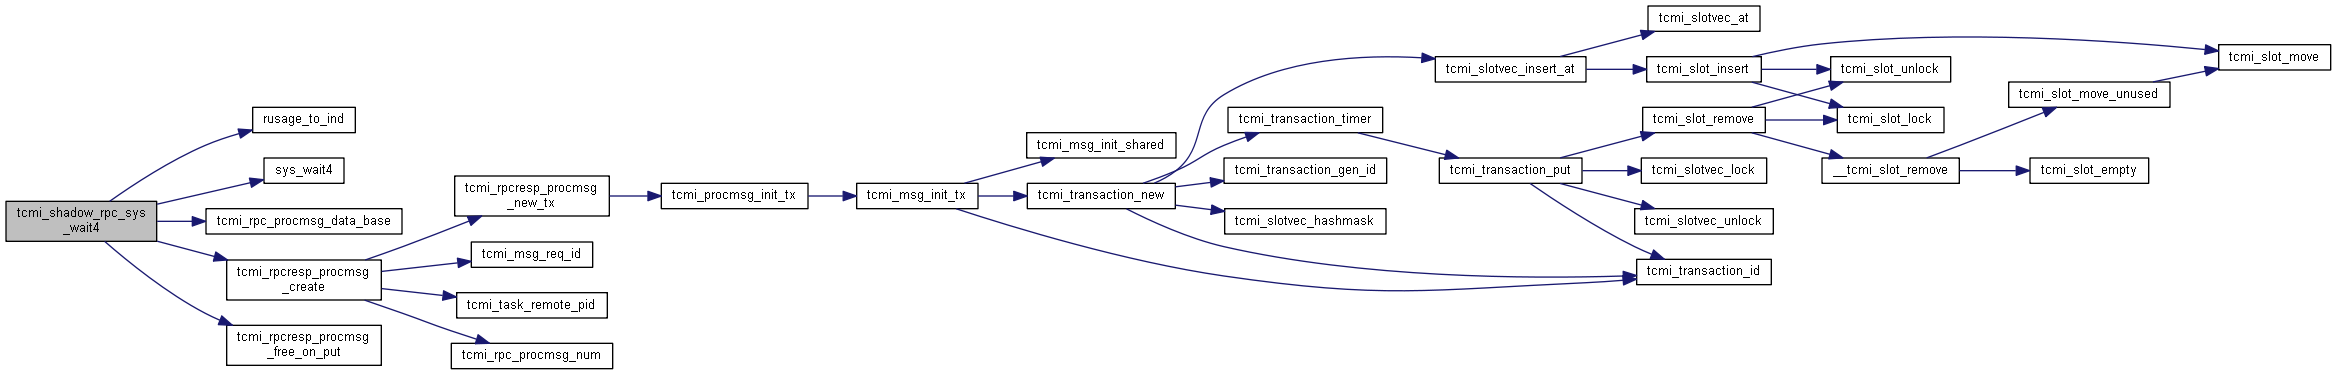 tcmi_shadow_rpc_sys
_wait4
rusage_to_ind
sys_wait4
tcmi_rpc_procmsg_data_base
tcmi_rpcresp_procmsg
_create
tcmi_rpcresp_procmsg
_free_on_put
tcmi_rpcresp_procmsg
_new_tx
tcmi_msg_req_id
tcmi_task_remote_pid
tcmi_rpc_procmsg_num
tcmi_procmsg_init_tx
tcmi_msg_init_tx
tcmi_msg_init_shared
tcmi_transaction_new
tcmi_transaction_timer
tcmi_transaction_gen_id
tcmi_slotvec_hashmask
tcmi_slotvec_insert_at
tcmi_transaction_put
tcmi_slotvec_at
tcmi_slot_insert
tcmi_slot_remove
tcmi_slotvec_lock
tcmi_slotvec_unlock
tcmi_transaction_id
tcmi_slot_unlock
tcmi_slot_lock
__tcmi_slot_remove
tcmi_slot_move_unused
tcmi_slot_empty
tcmi_slot_move